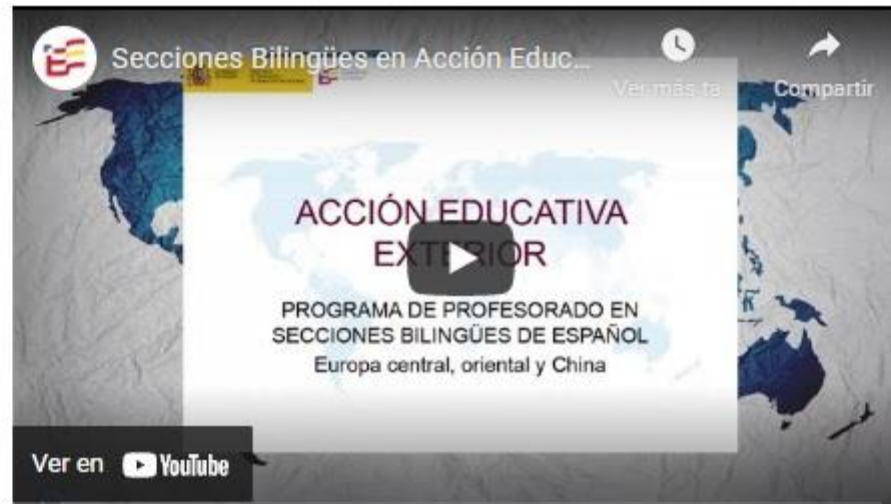 Secciones Bilingües en Acción Educ...
Ver más ta
Compartir
ACCIÓN EDUCATIVA
EXTERIOR
PROGRAMA DE PROFESORADO EN
SECCIONES BILINGÜES DE ESPAÑOL
Europa central, oriental y China
Ver en YouTube